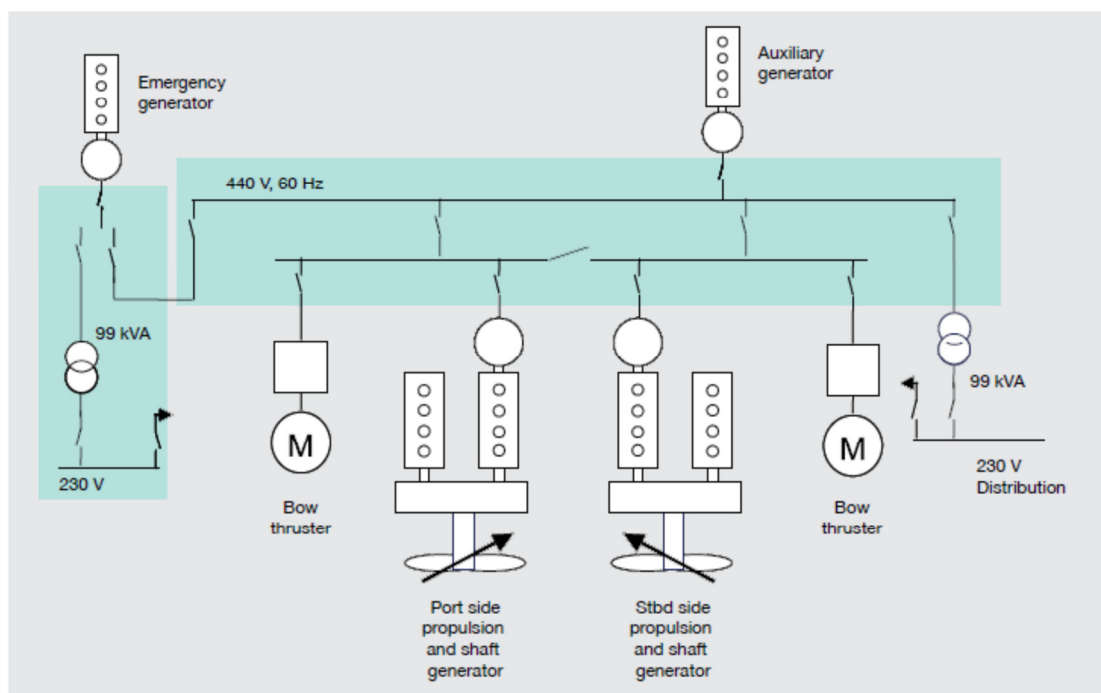 Emergency
generator
Auxiliary
generator
440 V, 60 Hz
99 kVA
230 V
M
Bow
thruster
Port side
propulsion
and shaft
generator
Stbd side
propulsion
and shaft
generator
M
Bow
thruster
99 kVA
230 V
Distribution